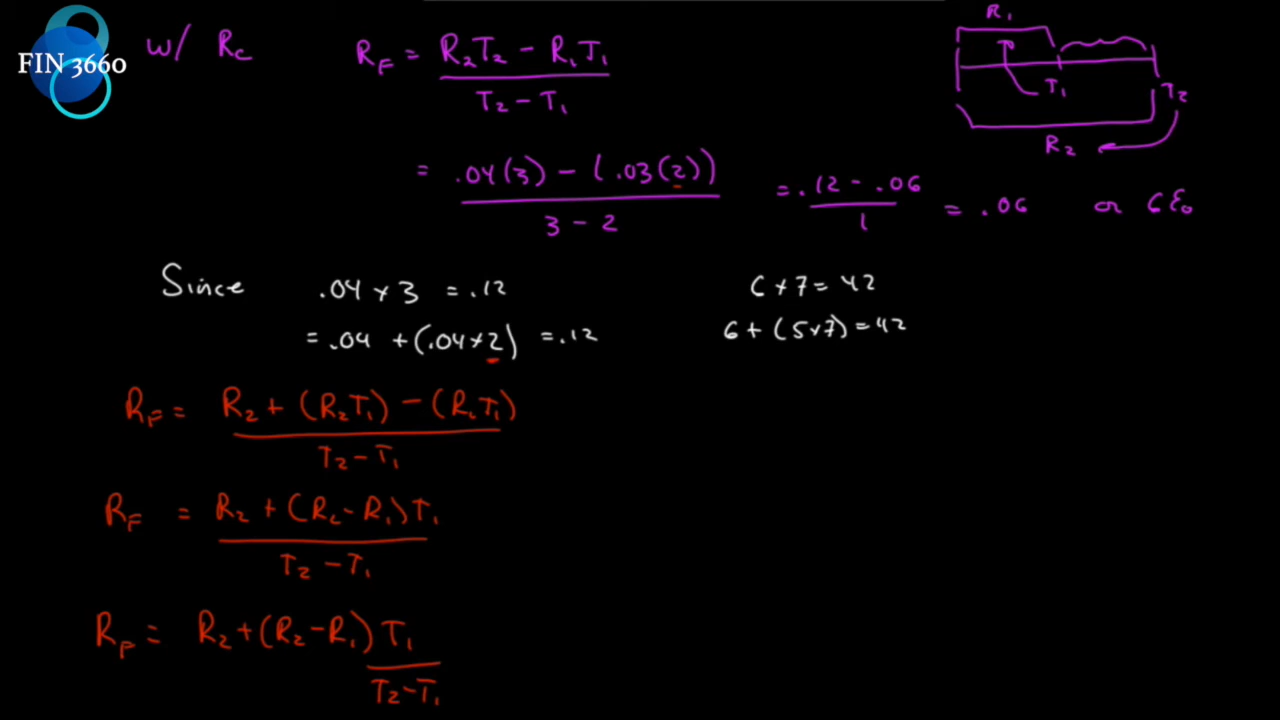 FIN 3660
w/ Rc RF = R2T2 - R1T1 / T2 - T1
R1
T1
T2
R2
= .04(3) - (.03(2)) / 3 - 2 = .12 - .06 / 1 = .06 or 6%
Since .04 x 3 = .12 6 x 7 = 42
= .04 + (.04 x 2) = .12 6 + (5x7) = 42
RF = R2 + (R2T1) - (R1T1) / T2 - T1
RF = R2 + (R2 - R1)T1 / T2 - T1
RF = R2 + (R2 - R1) T1 / T2 - T1